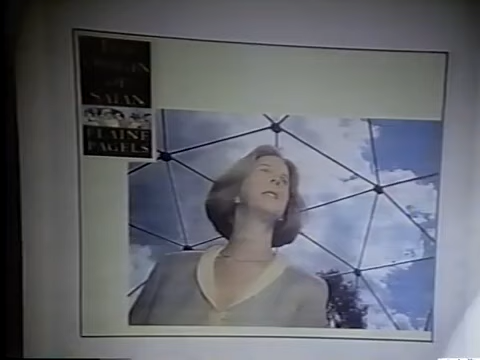 THE
ORIGIN
OF
SATAN
ELAINE
PAGELS